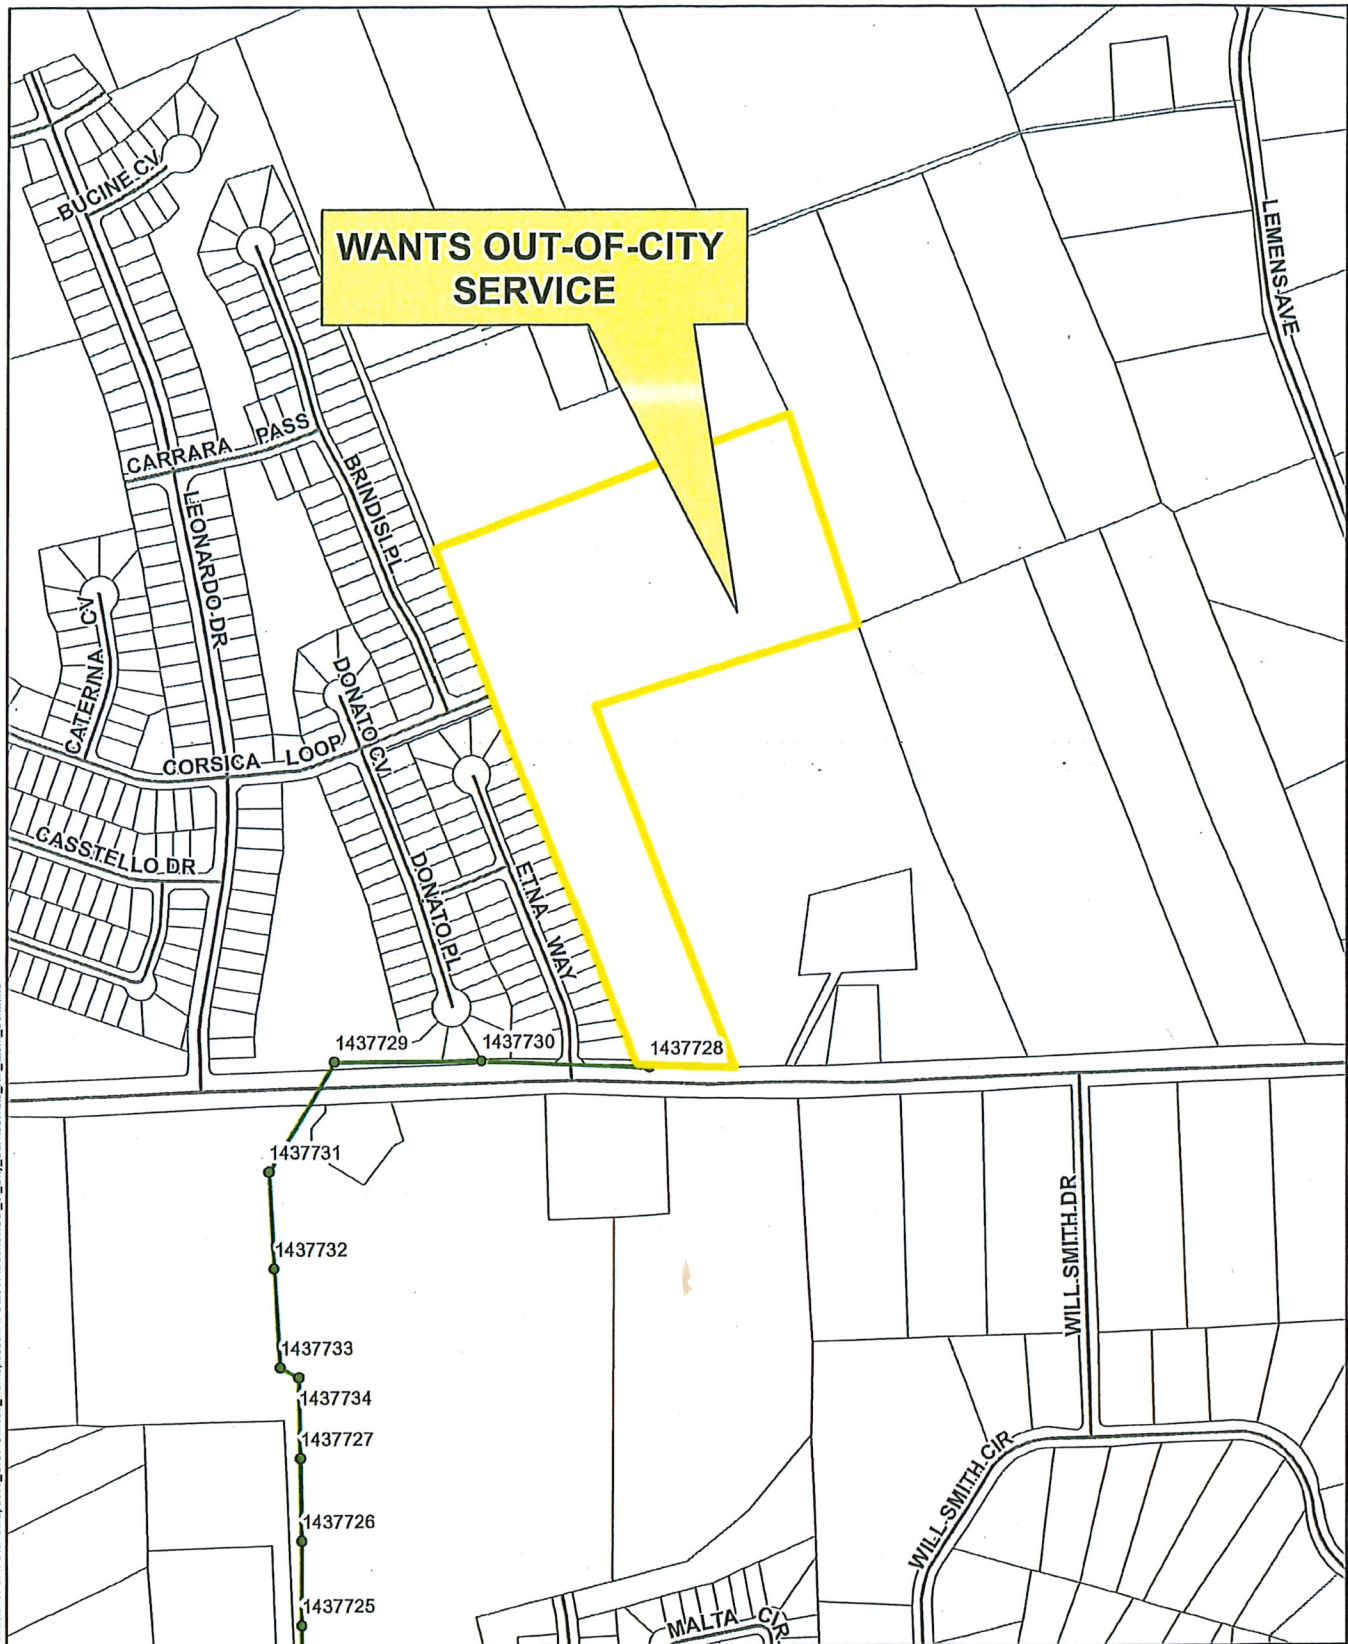 BUCINE CV
WANTS OUT-OF-CITY
SERVICE
LEMENS AVE
CARRARA PASS
BRINDISI PL
LEONARDO DR
CATERINA CV
DONATO CV
CORSICA LOOP
CASSTELLO DR
DONATO PL
ETNA WAY
1437729
1437730
1437728
1437731
1437732
WILL SMITH DR
1437733
1437734
1437727
WILL SMITH CIR
1437726
1437725
MALTA CIR